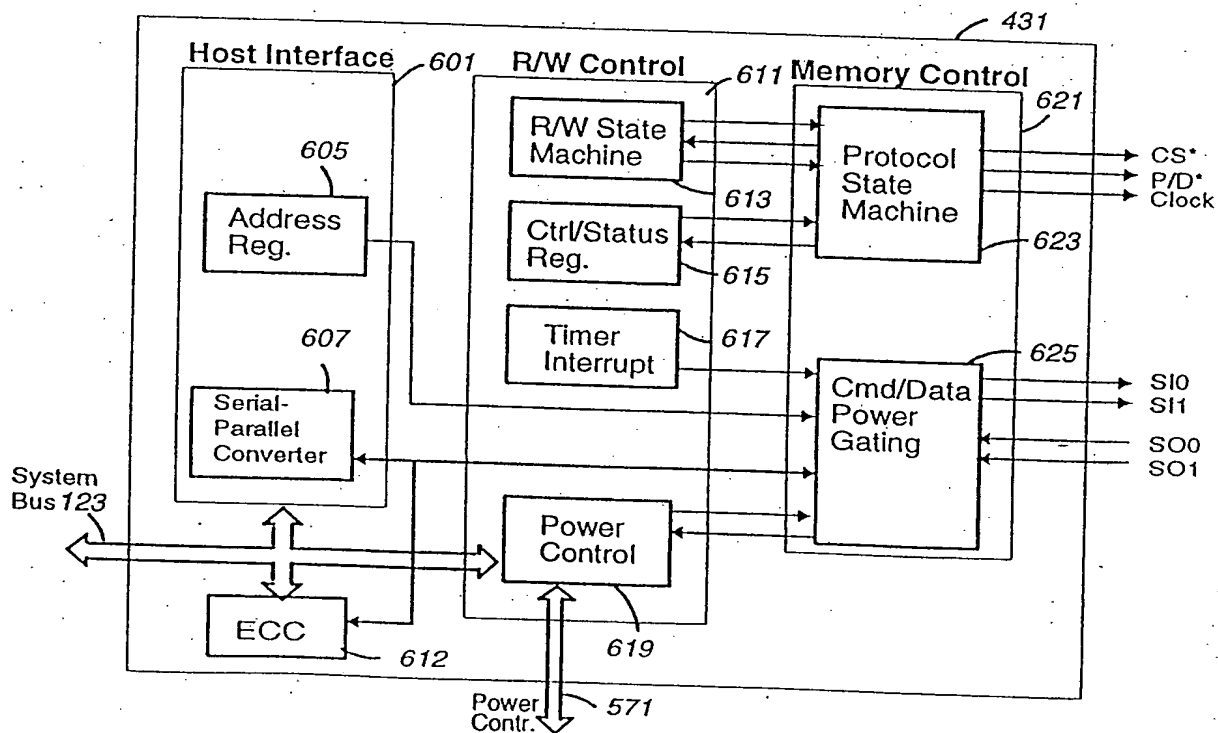 431
Host Interface
601
R/W Control
611
Memory Control
621
R/W State
Machine
613
Protocol
State
Machine
623
CS*
P/D*
Clock
605
Address
Reg.
Ctrl/Status
Reg.
615
Timer
Interrupt
617
607
Serial-
Parallel
Converter
625
Cmd/Data
Power
Gating
SI0
SI1
SO0
SO1
System
Bus 123
Power
Control
619
ECC
612
Power
Contr.
571